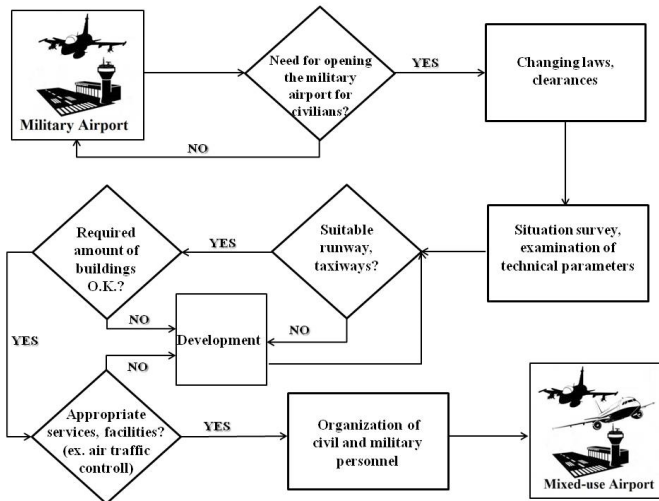 Military Airport
Need for opening
the military
airport for
civilians?
YES
NO
Changing laws,
clearances
Situation survey,
examination of
technical parameters
Suitable
runway,
taxiways?
YES
NO
Required
amount of
buildings
O.K.?
YES
NO
Development
NO
Appropriate
services, facilities?
(ex. air traffic
controll)
YES
Organization of
civil and military
personnel
Mixed-use Airport